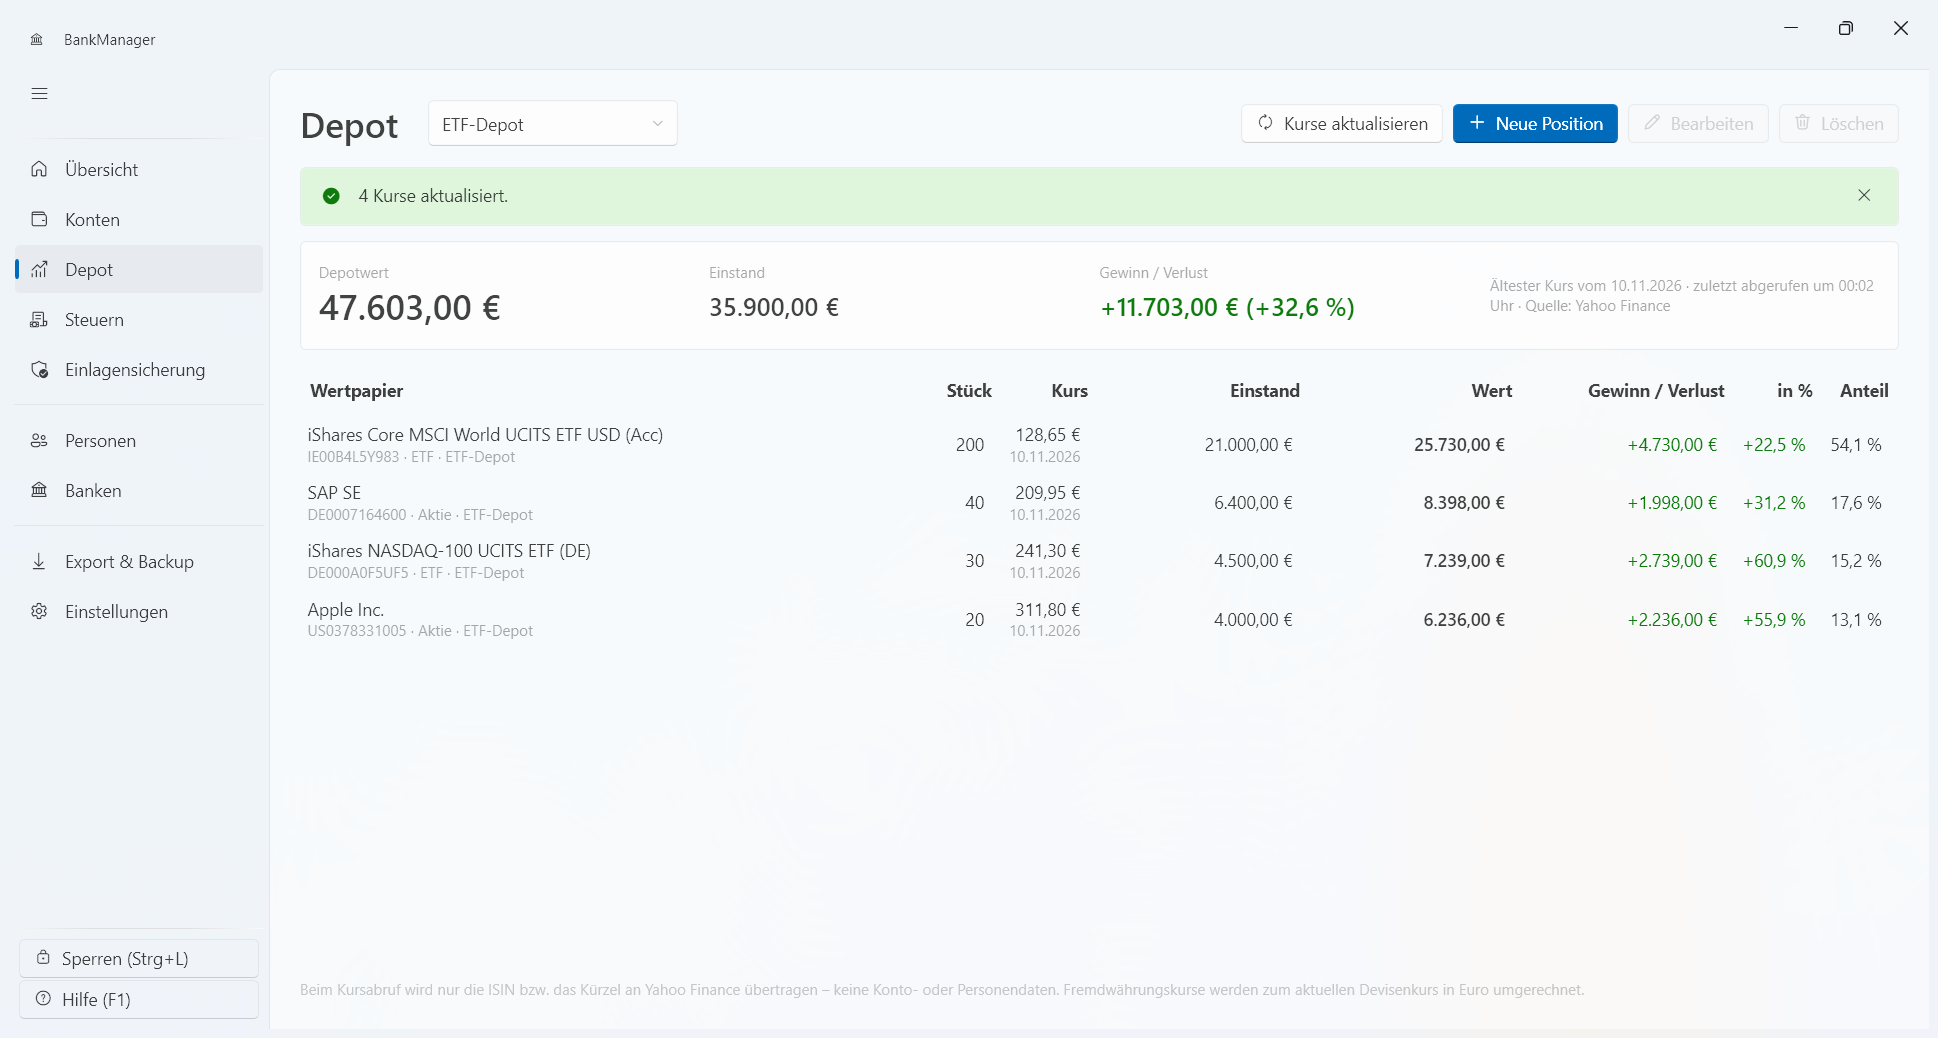 BankManager
Übersicht
Konten
Depot
Steuern
Einlagensicherung
Personen
Banken
Export & Backup
Einstellungen
Sperren (Strg+L)
Hilfe (F1)
Depot ETF-Depot Kurse aktualisieren Neue Position Bearbeiten Löschen
4 Kurse aktualisiert.
Depotwert Einstand Gewinn / Verlust
47.603,00 € 35.900,00 € +11.703,00 € (+32,6 %)
Ältester Kurs vom 10.11.2026 · zuletzt abgerufen um 00:02
Uhr · Quelle: Yahoo Finance
Wertpapier Stück Kurs Einstand Wert Gewinn / Verlust in % Anteil
iShares Core MSCI World UCITS ETF USD (Acc) 200 128,65 € 21.000,00 € 25.730,00 € +4.730,00 € +22,5 % 54,1 %
IE00B4L5Y983 · ETF · ETF-Depot 10.11.2026
SAP SE 40 209,95 € 6.400,00 € 8.398,00 € +1.998,00 € +31,2 % 17,6 %
DE0007164600 · Aktie · ETF-Depot 10.11.2026
iShares NASDAQ-100 UCITS ETF (DE) 30 241,30 € 4.500,00 € 7.239,00 € +2.739,00 € +60,9 % 15,2 %
DE000A0F5UF5 · ETF · ETF-Depot 10.11.2026
Apple Inc. 20 311,80 € 4.000,00 € 6.236,00 € +2.236,00 € +55,9 % 13,1 %
US0378331005 · Aktie · ETF-Depot 10.11.2026
Beim Kursabruf wird nur die ISIN bzw. das Kürzel an Yahoo Finance übertragen – keine Konto- oder Personendaten. Fremdwährungskurse werden zum aktuellen Devisenkurs in Euro umgerechnet.